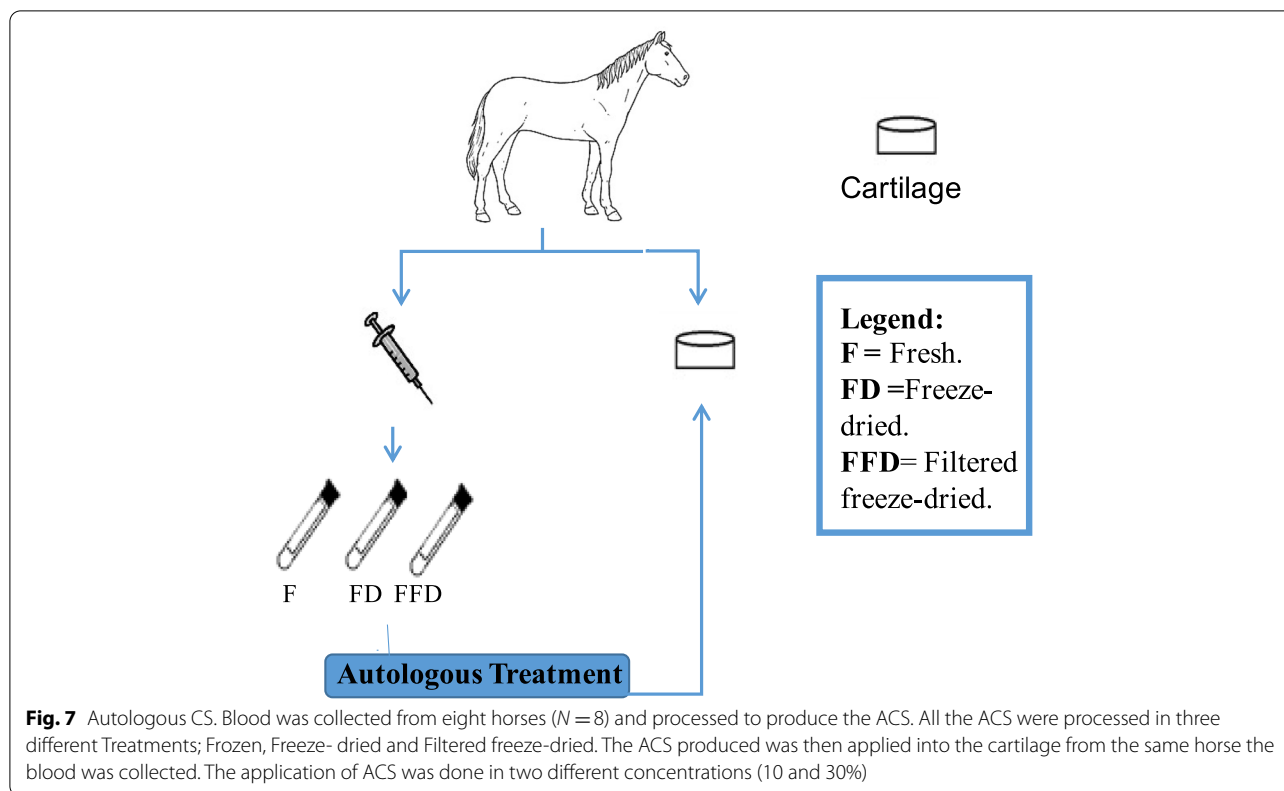 Cartilage
Legend:
F = Fresh.
FD =Freeze-
dried.
FFD= Filtered
freeze-dried.
F FD FFD
Autologous Treatment
Fig. 7 Autologous CS. Blood was collected from eight horses (N = 8) and processed to produce the ACS. All the ACS were processed in three
different Treatments; Frozen, Freeze- dried and Filtered freeze-dried. The ACS produced was then applied into the cartilage from the same horse the
blood was collected. The application of ACS was done in two different concentrations (10 and 30%)